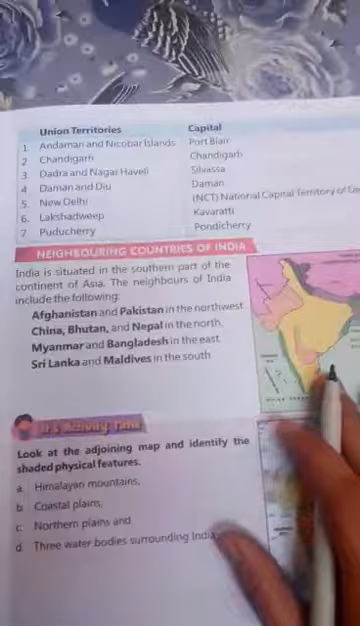 Union Territories Capital
1. Andaman and Nicobar Islands Port Blair
2 Chandigarh Chandigarh
3. Dadra and Nagar Haveli Silvassa
4 Daman and Diu Daman
5. New Delhi (NCT) National Capital Territory of
6. Lakshadweep Kavaratti
7 Puducherry Pondicherry
NEIGHBOURING COUNTRIES OF INDIA
India is situated in the southern part of the
continent of Asia. The neighbours of India
include the following:
Afghanistan and Pakistan in the northwest.
China, Bhutan, and Nepal in the north.
Myanmar and Bangladesh in the east.
Sri Lanka and Maldives in the south
It's Activity Time
Look at the adjoining map and identify the
shaded physical features.
a. Himalayan mountains,
b. Coastal plains,
c. Northern plains and
d. Three water bodies surrounding India